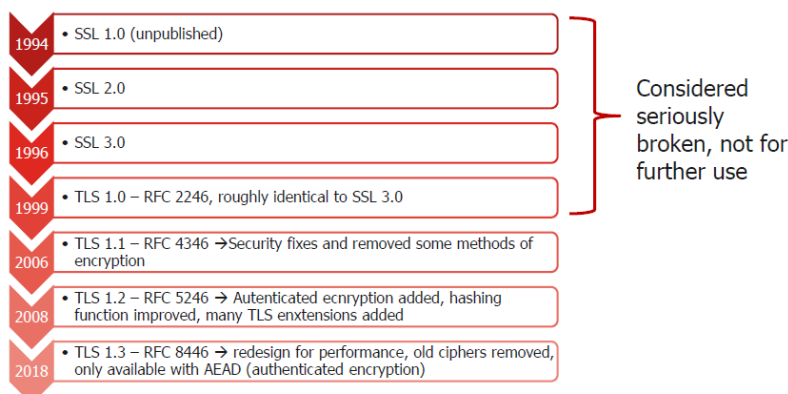 1994
• SSL 1.0 (unpublished)
1995
• SSL 2.0
1996
• SSL 3.0
1999
• TLS 1.0 – RFC 2246, roughly identical to SSL 3.0
2006
• TLS 1.1 – RFC 4346 →Security fixes and removed some methods of
encryption
2008
• TLS 1.2 – RFC 5246 → Autenticated ecnryption added, hashing
function improved, many TLS enxtensions added
2018
• TLS 1.3 – RFC 8446 → redesign for performance, old ciphers removed,
only available with AEAD (authenticated encryption)
Considered
seriously
broken, not for
further use